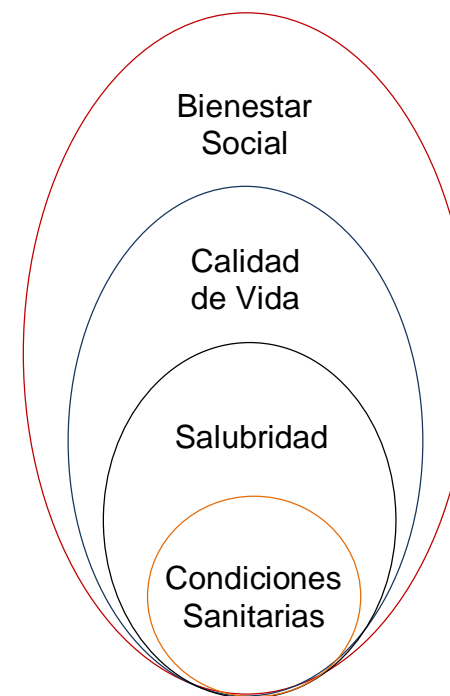 Bienestar
Social
Calidad
de Vida
Salubridad
Condiciones
Sanitarias